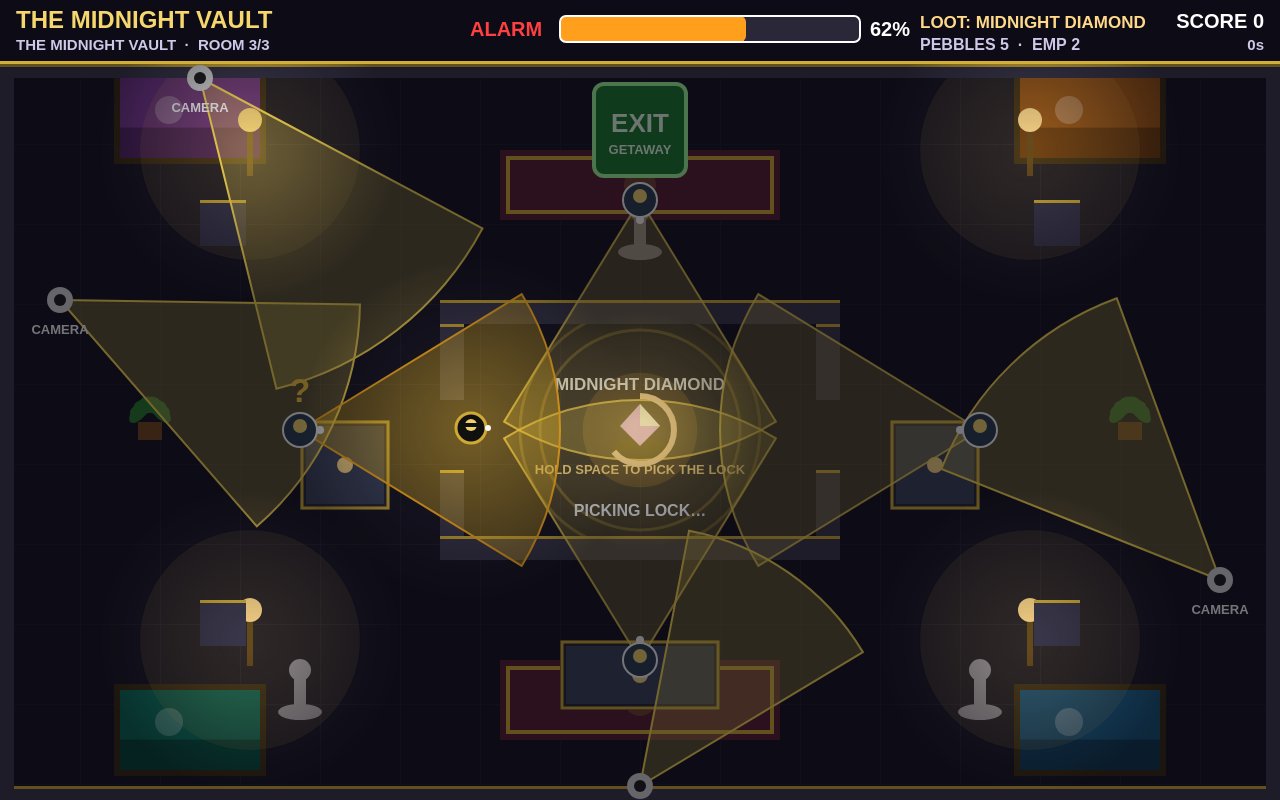 THE MIDNIGHT VAULT
THE MIDNIGHT VAULT · ROOM 3/3
ALARM
62%
LOOT: MIDNIGHT DIAMOND
PEBBLES 5 · EMP 2
SCORE 0
0s
CAMERA
EXIT
GETAWAY
CAMERA
?
MIDNIGHT DIAMOND
HOLD SPACE TO PICK THE LOCK
PICKING LOCK…
CAMERA